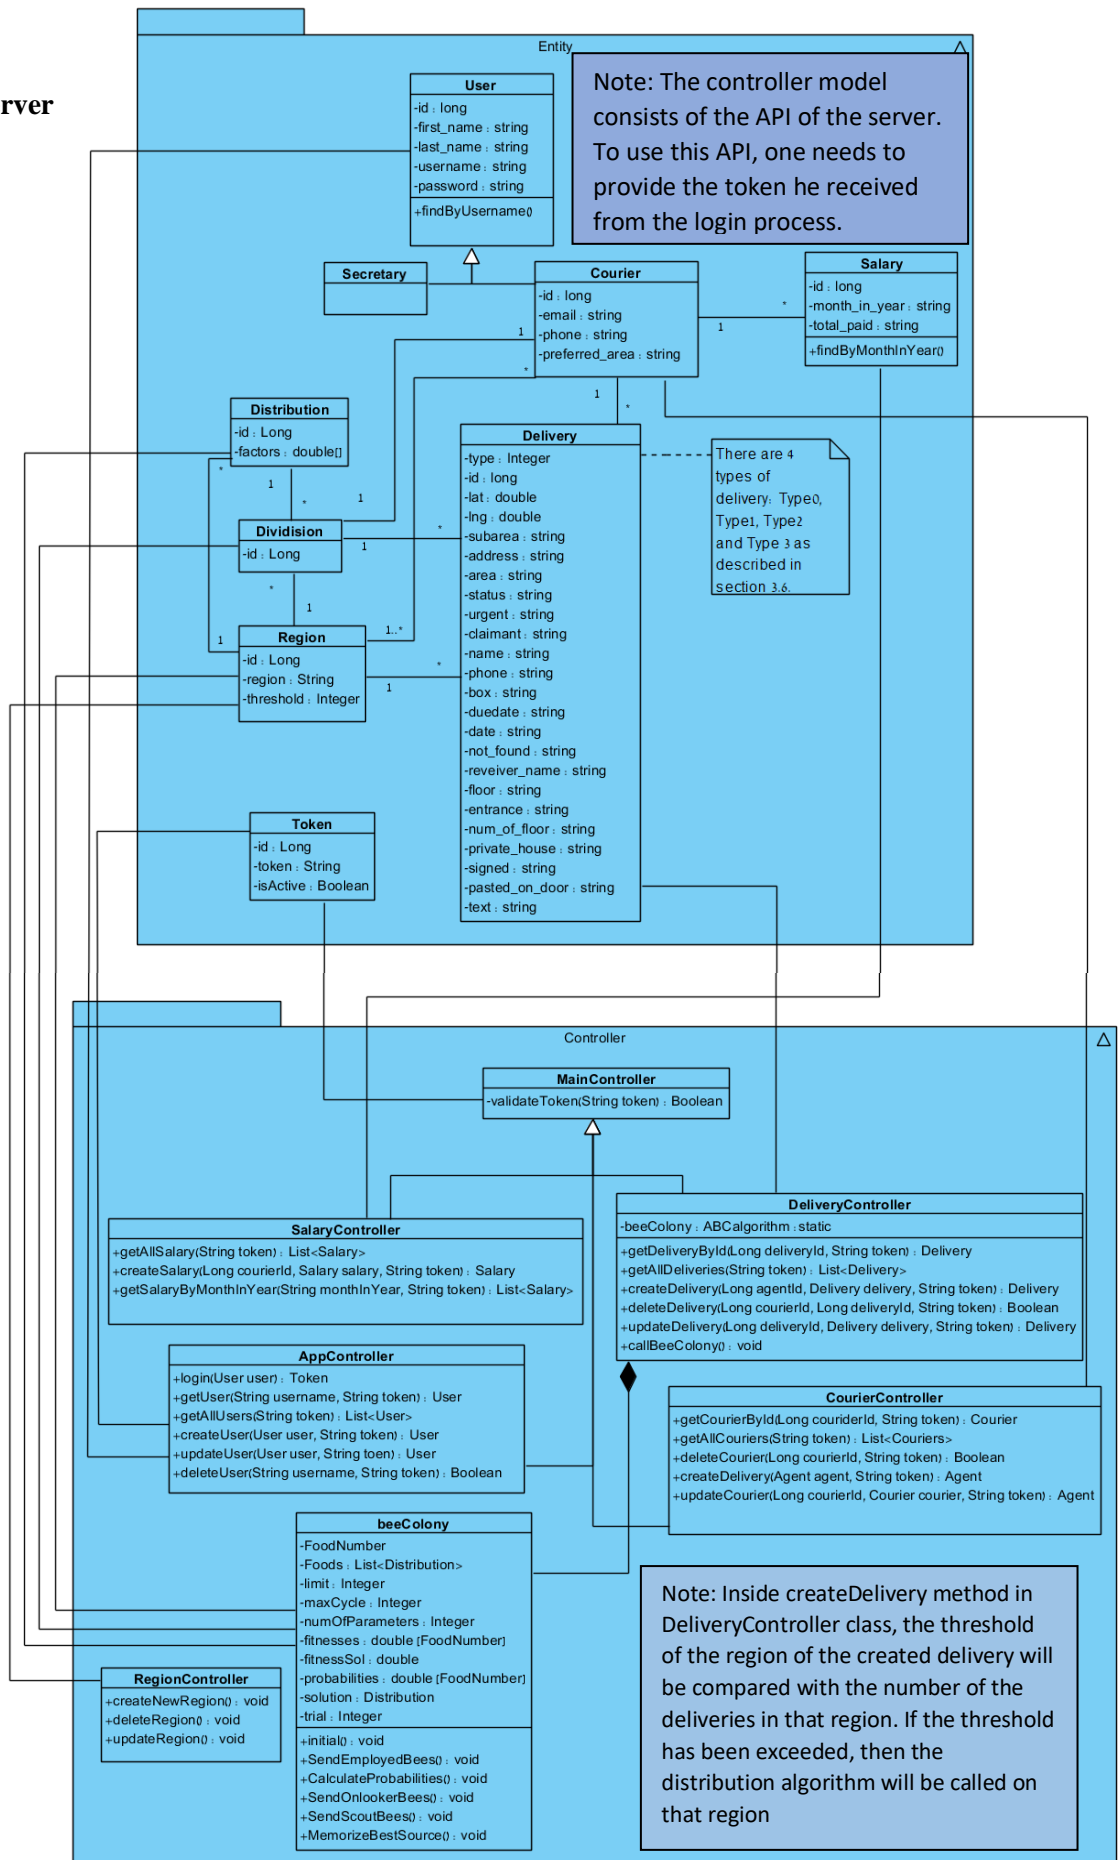 rver
Entity
Note: The controller model
consists of the API of the server.
To use this API, one needs to
provide the token he received
from the login process.
User
-id : long
-first_name : string
-last_name : string
-username : string
-password : string
+findByUsername()
Secretary
Courier
-id : long
-email : string
-phone : string
-preferred_area : string
Salary
-id : long
-month_in_year : string
-total_paid : string
+findByMonthInYear()
*
1
1
*
1
*
Distribution
-id : Long
-factors : double[]
*
1
*
1
Dividision
-id : Long
*
1
*
1
1
1..*
Region
-id : Long
-region : String
-threshold : Integer
*
1
Delivery
-type : Integer
-id : long
-lat : double
-lng : double
-subarea : string
-address : string
-area : string
-status : string
-urgent : string
-claimant : string
-name : string
-phone : string
-box : string
-duedate : string
-date : string
-not_found : string
-reveiver_name : string
-floor : string
-entrance : string
-num_of_floor : string
-private_house : string
-signed : string
-pasted_on_door : string
-text : string
There are 4
types of
delivery: Type0,
Type1, Type2
and Type 3 as
described in
section 3.6.
Token
-id : Long
-token : String
-isActive : Boolean
Controller
MainController
-validateToken(String token) : Boolean
SalaryController
+getAllSalary(String token) : List<Salary>
+createSalary(Long courierId, Salary salary, String token) : Salary
+getSalaryByMonthInYear(String monthInYear, String token) : List<Salary>
DeliveryController
-beeColony : ABCalgorithm : static
+getDeliveryById(Long deliveryId, String token) : Delivery
+getAllDeliveries(String token) : List<Delivery>
+createDelivery(Long agentId, Delivery delivery, String token) : Delivery
+deleteDelivery(Long courierId, Long deliveryId, String token) : Boolean
+updateDelivery(Long deliveryId, Delivery delivery, String token) : Delivery
+callBeeColony() : void
AppController
+login(User user) : Token
+getUser(String username, String token) : User
+getAllUsers(String token) : List<User>
+createUser(User user, String token) : User
+updateUser(User user, String toen) : User
+deleteUser(String username, String token) : Boolean
CourierController
+getCourierById(Long couriderId, String token) : Courier
+getAllCouriers(String token) : List<Couriers>
+deleteCourier(Long courierId, String token) : Boolean
+createDelivery(Agent agent, String token) : Agent
+updateCourier(Long courierId, Courier courier, String token) : Agent
beeColony
-FoodNumber
-Foods : List<Distribution>
-limit : Integer
-maxCycle : Integer
-numOfParameters : Integer
-fitnesses : double [FoodNumber]
-fitnessSol : double
-probabilities : double [FoodNumber]
-solution : Distribution
-trial : Integer
+initial() : void
+SendEmployedBees() : void
+CalculateProbabilities() : void
+SendOnlookerBees() : void
+SendScoutBees() : void
+MemorizeBestSource() : void
RegionController
+createNewRegion() : void
+deleteRegion() : void
+updateRegion() : void
Note: Inside createDelivery method in
DeliveryController class, the threshold
of the region of the created delivery will
be compared with the number of the
deliveries in that region. If the threshold
has been exceeded, then the
distribution algorithm will be called on
that region